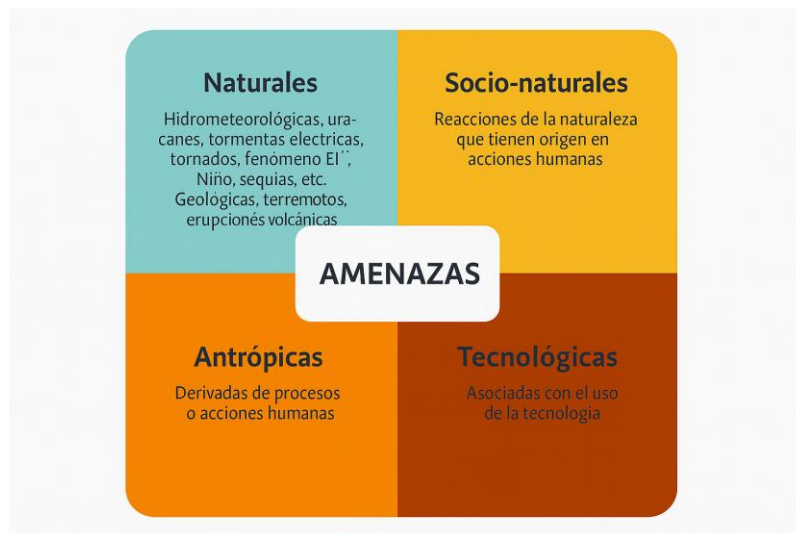 Naturales
Hidrometeorológicas, ura-
canes, tormentas electricas,
tornados, fenómeno El¨,
Niño, sequias, etc.
Geológicas, terremotos,
erupcionés volcánicas
Socio-naturales
Reacciones de la naturaleza
que tienen origen en
acciones humanas
AMENAZAS
Antrópicas
Derivadas de procesos
o acciones humanas
Tecnológicas
Asociadas con el uso
de la tecnologia